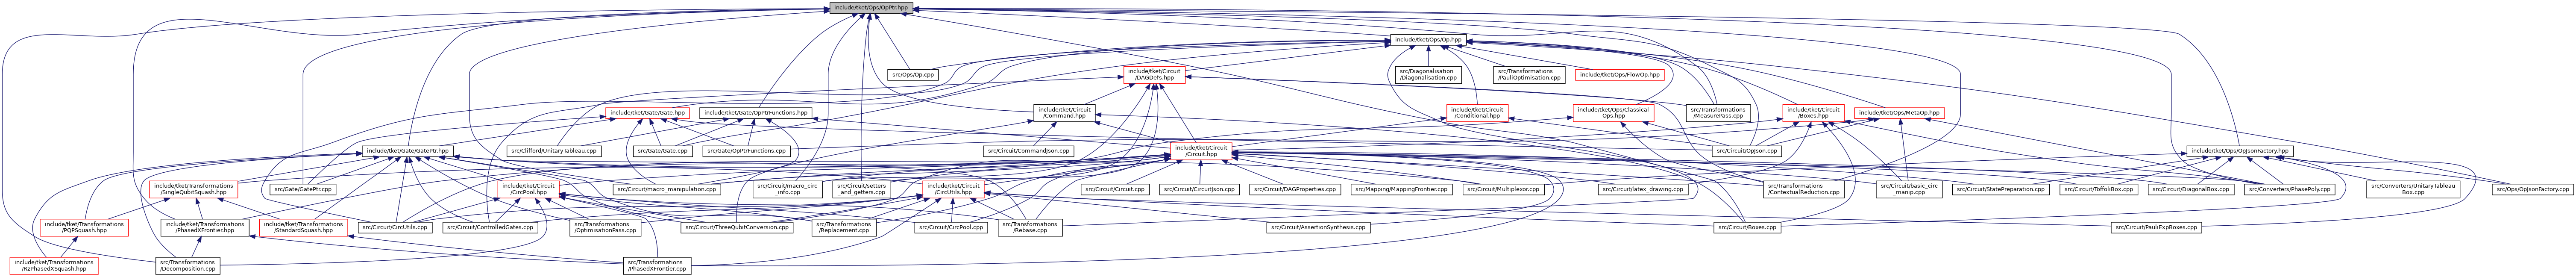 include/tket/Ops/OpPtr.hpp
include/tket/Ops/Op.hpp
src/Ops/Op.cpp
include/tket/Circuit
/DAGDefs.hpp
src/Diagonalisation
/Diagonalisation.cpp
src/Transformations
/PauliOptimisation.cpp
include/tket/Ops/FlowOp.hpp
include/tket/Gate/Gate.hpp
include/tket/Gate/OpPtrFunctions.hpp
include/tket/Circuit
/Command.hpp
include/tket/Circuit
/Conditional.hpp
include/tket/Ops/Classical
Ops.hpp
src/Transformations
/MeasurePass.cpp
include/tket/Circuit
/Boxes.hpp
include/tket/Ops/MetaOp.hpp
include/tket/Gate/GatePtr.hpp
src/Clifford/UnitaryTableau.cpp
src/Gate/Gate.cpp
src/Gate/OpPtrFunctions.cpp
src/Circuit/CommandJson.cpp
include/tket/Circuit
/Circuit.hpp
src/Circuit/OpJson.cpp
include/tket/Ops/OpJsonFactory.hpp
include/tket/Transformations
/SingleQubitSquash.hpp
src/Gate/GatePtr.cpp
include/tket/Circuit
/CircPool.hpp
src/Circuit/macro_manipulation.cpp
src/Circuit/macro_circ
_info.cpp
src/Circuit/setters
_and_getters.cpp
include/tket/Circuit
/CircUtils.hpp
src/Circuit/Circuit.cpp
src/Circuit/CircuitJson.cpp
src/Circuit/DAGProperties.cpp
src/Mapping/MappingFrontier.cpp
src/Circuit/Multiplexor.cpp
src/Circuit/latex_drawing.cpp
src/Transformations
/ContextualReduction.cpp
src/Circuit/basic_circ
_manip.cpp
src/Circuit/StatePreparation.cpp
src/Circuit/ToffoliBox.cpp
src/Circuit/DiagonalBox.cpp
src/Converters/PhasePoly.cpp
src/Converters/UnitaryTableau
Box.cpp
src/Ops/OpJsonFactory.cpp
include/tket/Transformations
/PQPSquash.hpp
include/tket/Transformations
/PhasedXFrontier.hpp
include/tket/Transformations
/StandardSquash.hpp
src/Circuit/CircUtils.cpp
src/Circuit/ControlledGates.cpp
src/Transformations
/OptimisationPass.cpp
src/Circuit/ThreeQubitConversion.cpp
src/Transformations
/Replacement.cpp
src/Circuit/CircPool.cpp
src/Transformations
/Rebase.cpp
src/Circuit/AssertionSynthesis.cpp
src/Circuit/Boxes.cpp
src/Circuit/PauliExpBoxes.cpp
include/tket/Transformations
/RzPhasedXSquash.hpp
src/Transformations
/Decomposition.cpp
src/Transformations
/PhasedXFrontier.cpp